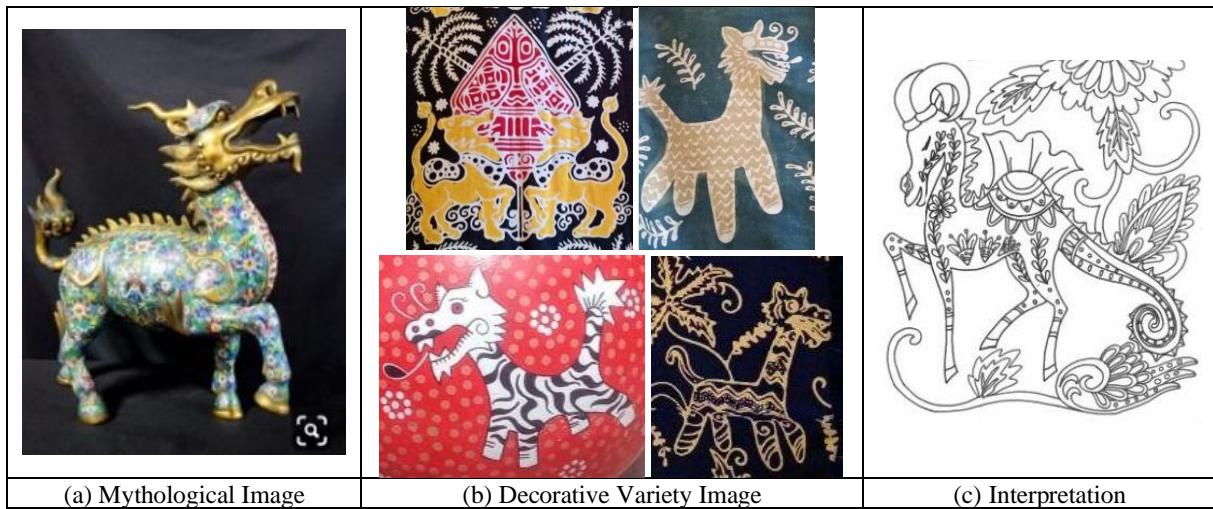 (a) Mythological Image
(b) Decorative Variety Image
(c) Interpretation